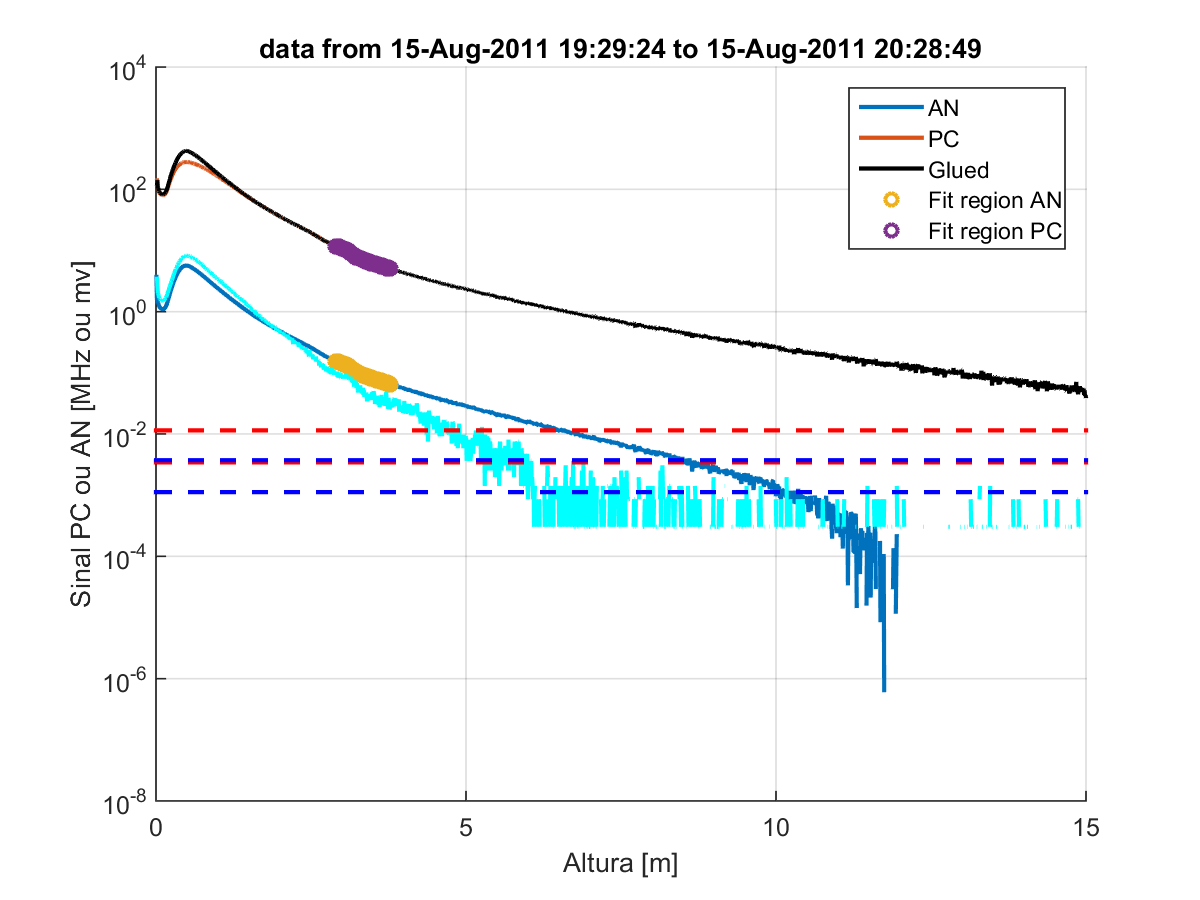 data from 15-Aug-2011 19:29:24 to 15-Aug-2011 20:28:49
AN
PC
Glued
Fit region AN
Fit region PC
Sinal PC ou AN [MHz ou mv]
10^4
10^2
10^0
10^-2
10^-4
10^-6
10^-8
0 5 10 15
Altura [m]